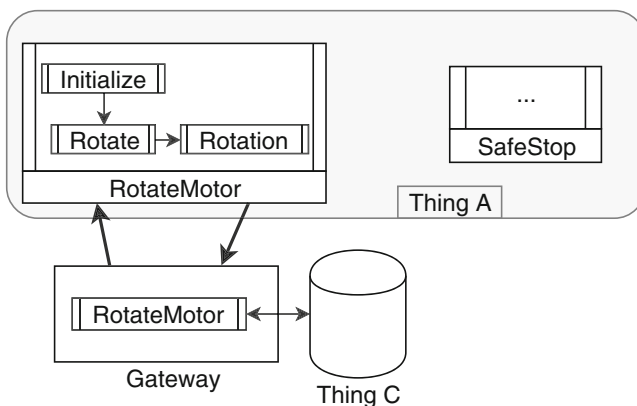 Initialize
Rotate
Rotation
RotateMotor
...
SafeStop
Thing A
RotateMotor
Gateway
Thing C